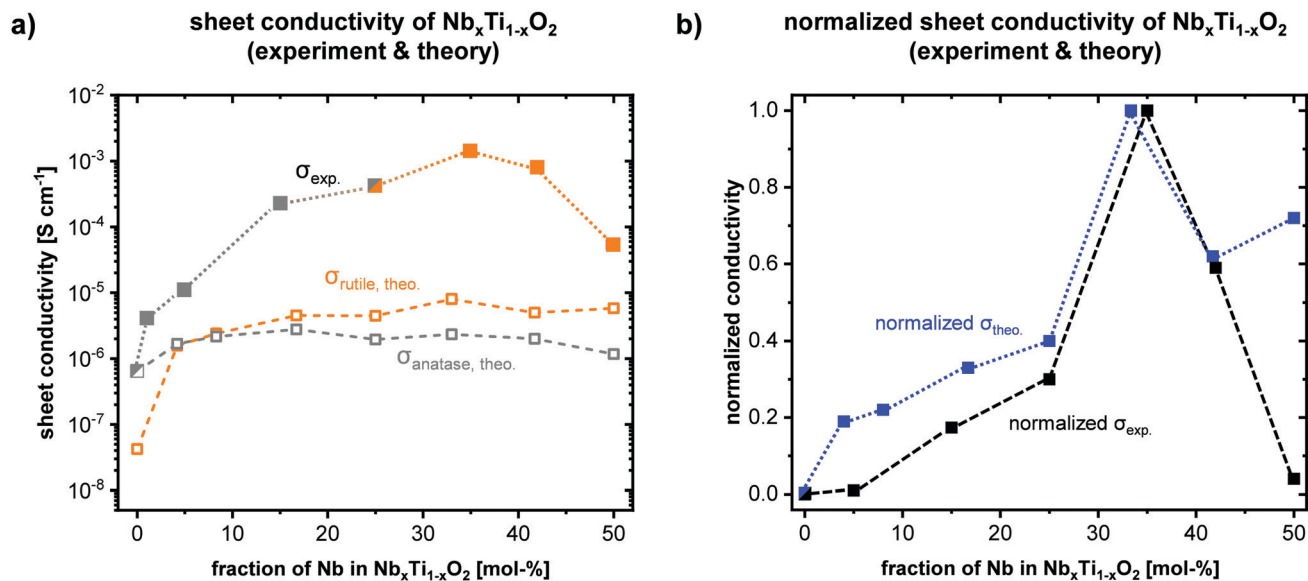 a)
sheet conductivity of NbₓTi₁₋ₓO₂
(experiment & theory)
10⁻²
10⁻³
10⁻⁴
10⁻⁵
10⁻⁶
10⁻⁷
10⁻⁸
sheet conductivity [S cm⁻¹]
σexp.
σrutile, theo.
σanatase, theo.
0 10 20 30 40 50
fraction of Nb in NbₓTi₁₋ₓO₂ [mol-%]
b)
normalized sheet conductivity of NbₓTi₁₋ₓO₂
(experiment & theory)
1.0
0.8
0.6
0.4
0.2
0.0
normalized conductivity
normalized σtheo.
normalized σexp.
0 10 20 30 40 50
fraction of Nb in NbₓTi₁₋ₓO₂ [mol-%]